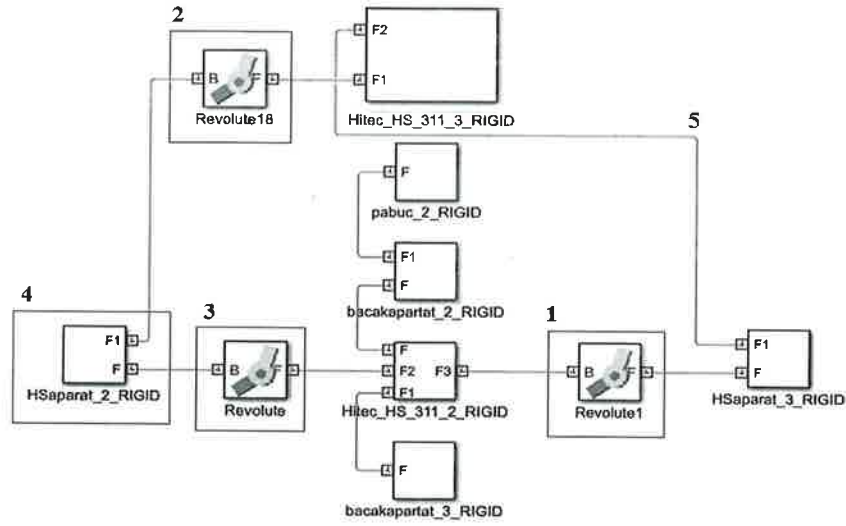 2
B F
Revolute18
F2
F1
Hitec_HS_311_3_RIGID
5
F
pabuc_2_RIGID
F1
F
bacakapartat_2_RIGID
4
F1
F
HSaparat_2_RIGID
3
B F
Revolute
F
F2 F3
F1
Hitec_HS_311_2_RIGID
F
bacakapartat_3_RIGID
1
B F
Revolute1
F1
F
HSaparat_3_RIGID